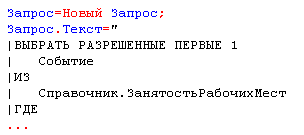 Запрос=Новый Запрос;
Запрос.Текст="
|ВЫБРАТЬ РАЗРЕШЕННЫЕ ПЕРВЫЕ 1
|   Событие
|ИЗ
|   Справочник.ЗанятостьРабочихМест
|ГДЕ
...